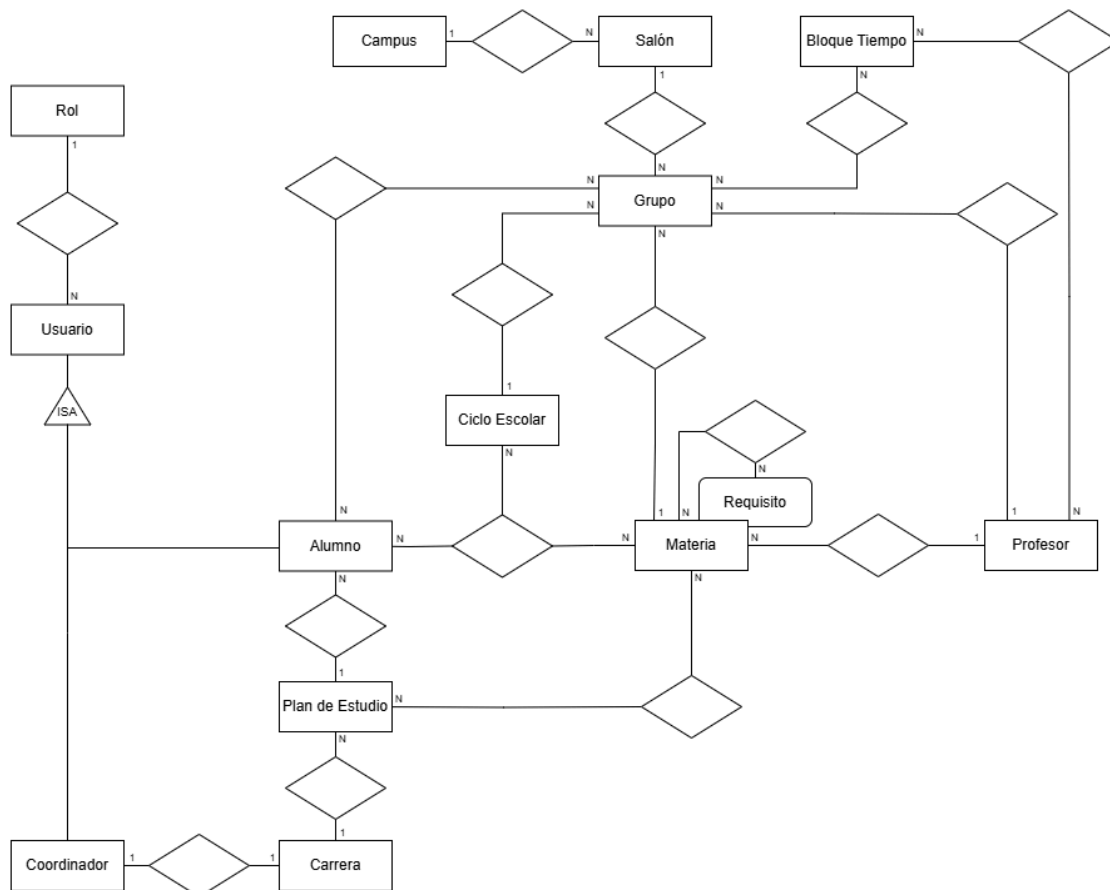 Campus
1
N
Salón
Bloque Tiempo
N
1
N
Rol
1
N
N
N
N
Grupo
N
N
N
N
N
Usuario
ISA
1
Ciclo Escolar
N
N
Requisito
N
1
N
1
N
Alumno
N
N
Materia
N
1
Profesor
N
N
1
Plan de Estudio
N
N
1
Coordinador
1
1
Carrera